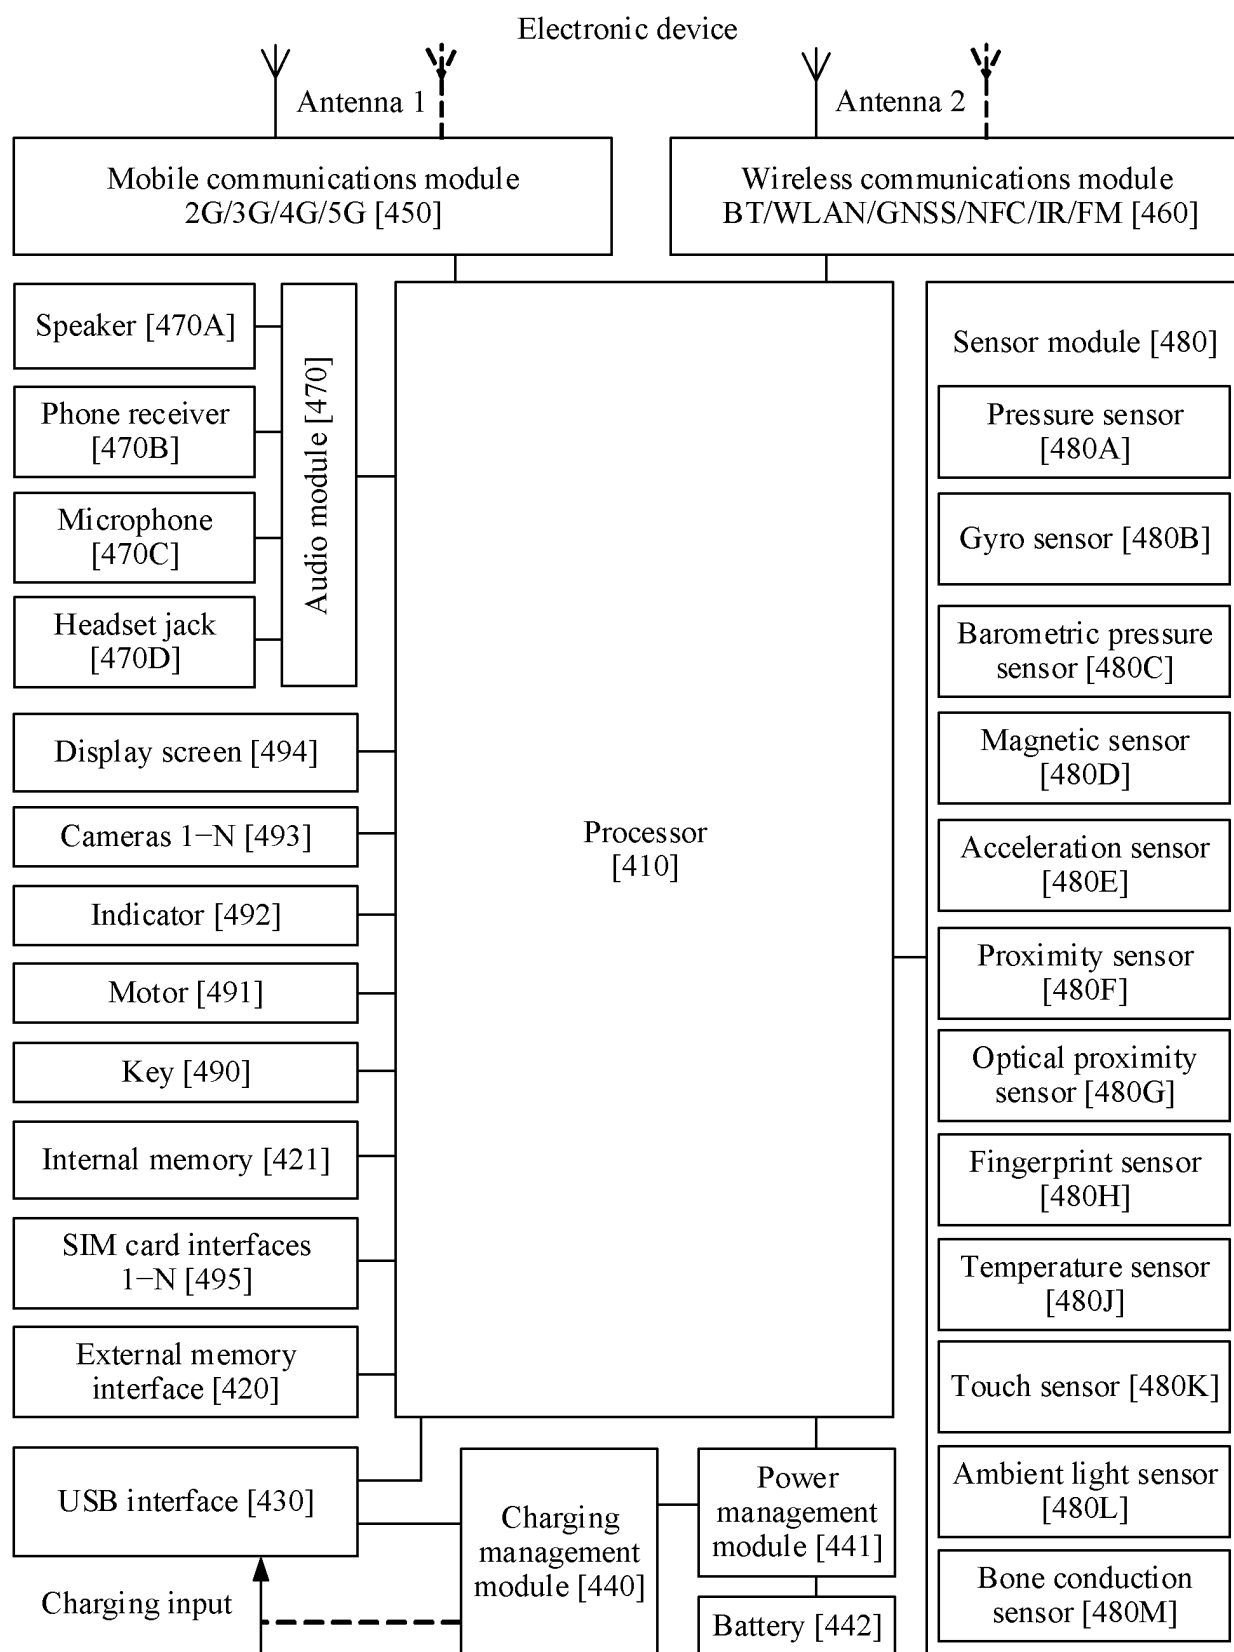 Electronic device
Antenna 1
Antenna 2
Mobile communications module
2G/3G/4G/5G [450]
Wireless communications module
BT/WLAN/GNSS/NFC/IR/FM [460]
Speaker [470A]
Phone receiver
[470B]
Microphone
[470C]
Headset jack
[470D]
Audio module [470]
Display screen [494]
Cameras 1−N [493]
Indicator [492]
Motor [491]
Key [490]
Internal memory [421]
SIM card interfaces
1−N [495]
External memory
interface [420]
USB interface [430]
Charging input
Processor
[410]
Charging
management
module [440]
Power
management
module [441]
Battery [442]
Sensor module [480]
Pressure sensor
[480A]
Gyro sensor [480B]
Barometric pressure
sensor [480C]
Magnetic sensor
[480D]
Acceleration sensor
[480E]
Proximity sensor
[480F]
Optical proximity
sensor [480G]
Fingerprint sensor
[480H]
Temperature sensor
[480J]
Touch sensor [480K]
Ambient light sensor
[480L]
Bone conduction
sensor [480M]